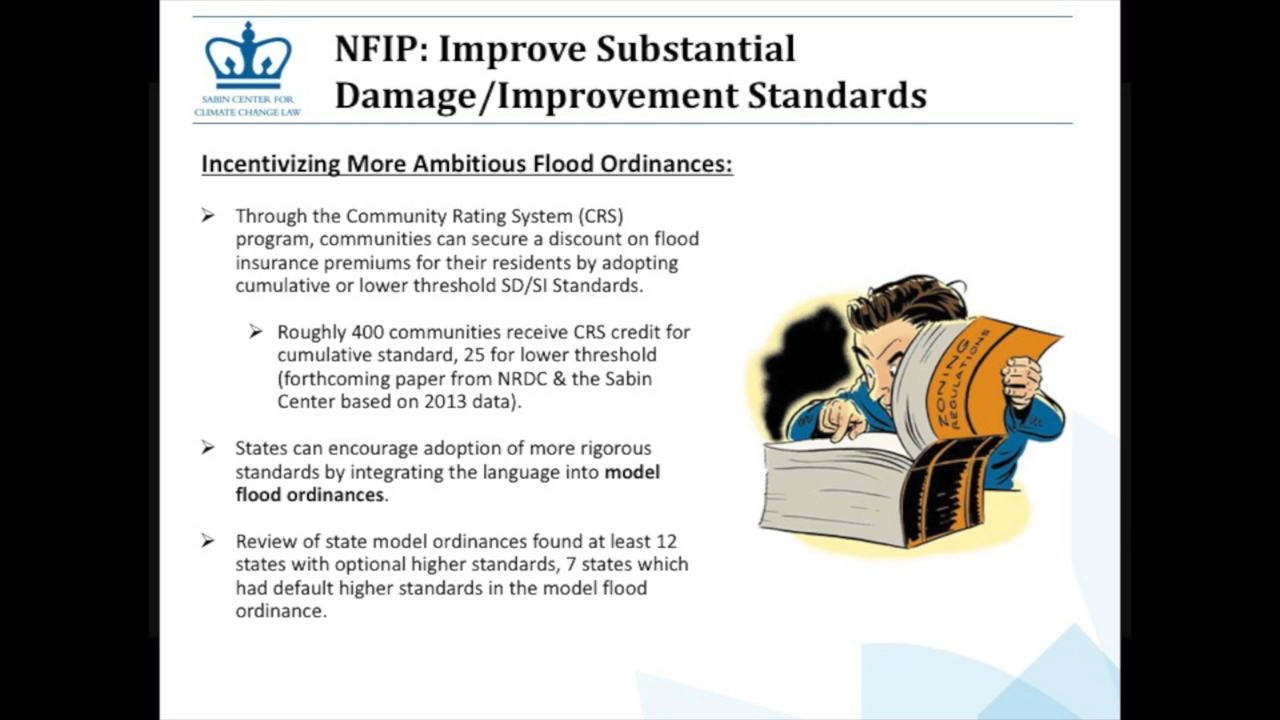 SABIN CENTER FOR
CLIMATE CHANGE LAW
NFIP: Improve Substantial
Damage/Improvement Standards
Incentivizing More Ambitious Flood Ordinances:
➢ Through the Community Rating System (CRS)
program, communities can secure a discount on flood
insurance premiums for their residents by adopting
cumulative or lower threshold SD/SI Standards.
➢ Roughly 400 communities receive CRS credit for
cumulative standard, 25 for lower threshold
(forthcoming paper from NRDC & the Sabin
Center based on 2013 data).
➢ States can encourage adoption of more rigorous
standards by integrating the language into model
flood ordinances.
➢ Review of state model ordinances found at least 12
states with optional higher standards, 7 states which
had default higher standards in the model flood
ordinance.
ZONING
REGULATIONS